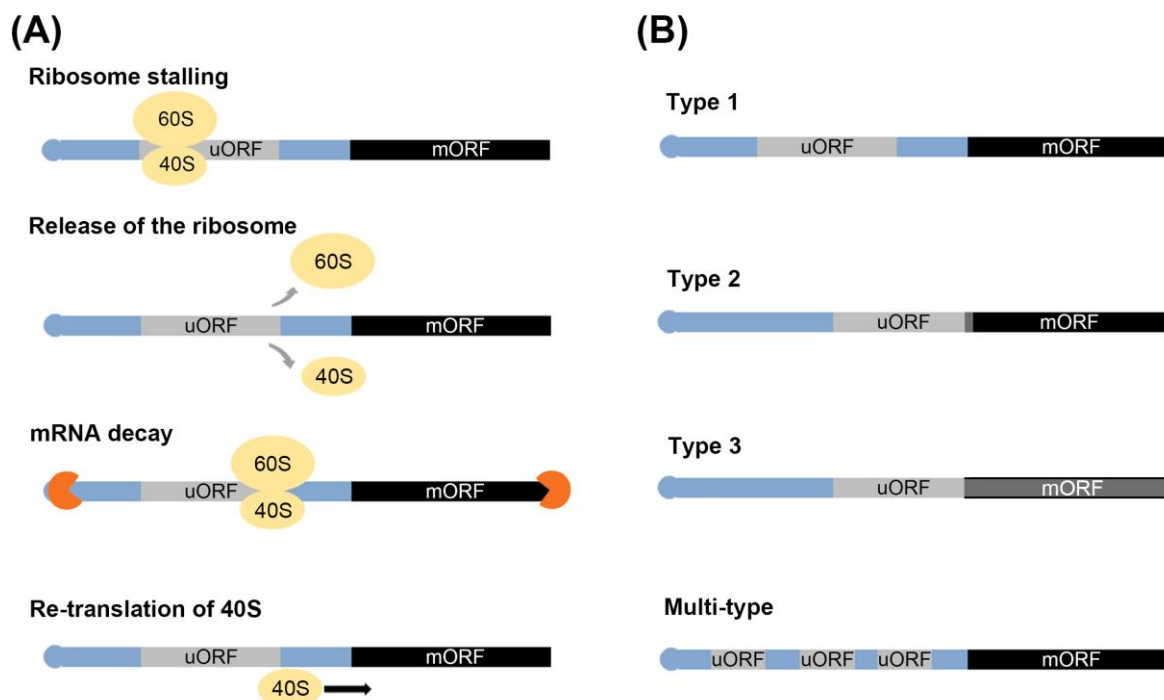 (A)
Ribosome stalling
60S
40S
uORF
mORF
Release of the ribosome
60S
uORF
mORF
40S
mRNA decay
60S
uORF
mORF
40S
Re-translation of 40S
uORF
mORF
40S
(B)
Type 1
uORF
mORF
Type 2
uORF
mORF
Type 3
uORF
mORF
Multi-type
uORF uORF uORF mORF